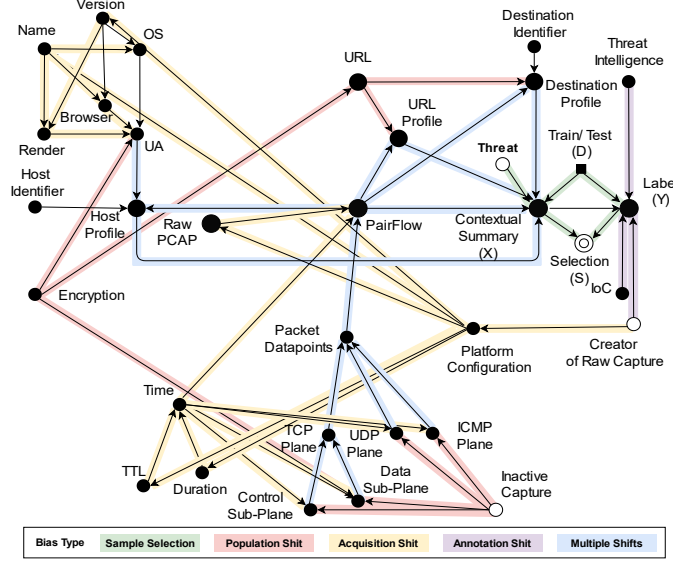 Version
Name
OS
Browser
Render
UA
Host
Identifier
Host
Profile
Raw
PCAP
Encryption
URL
URL
Profile
Destination
Identifier
Destination
Profile
Threat
Intelligence
Threat
Train/ Test
(D)
Label
(Y)
PairFlow
Contextual
Summary
(X)
Selection
(S)
IoC
Creator
of Raw Capture
Platform
Configuration
Packet
Datapoints
Time
TTL
Duration
TCP
Plane
UDP
Plane
ICMP
Plane
Control
Sub-Plane
Data
Sub-Plane
Inactive
Capture
Bias Type
Sample Selection
Population Shit
Acquisition Shit
Annotation Shit
Multiple Shifts